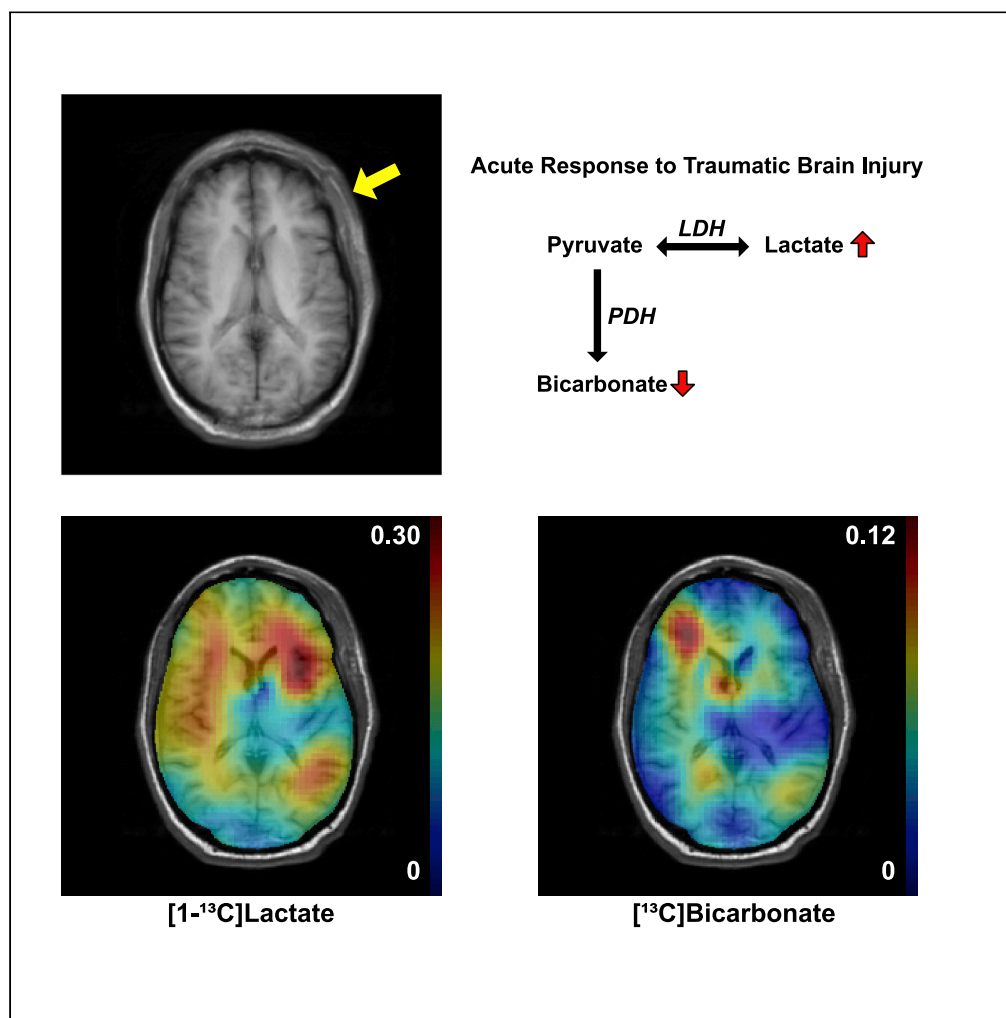 Acute Response to Traumatic Brain Injury
LDH
Pyruvate
Lactate
PDH
Bicarbonate
0.30
0
[1-¹³C]Lactate
0.12
0
[¹³C]Bicarbonate